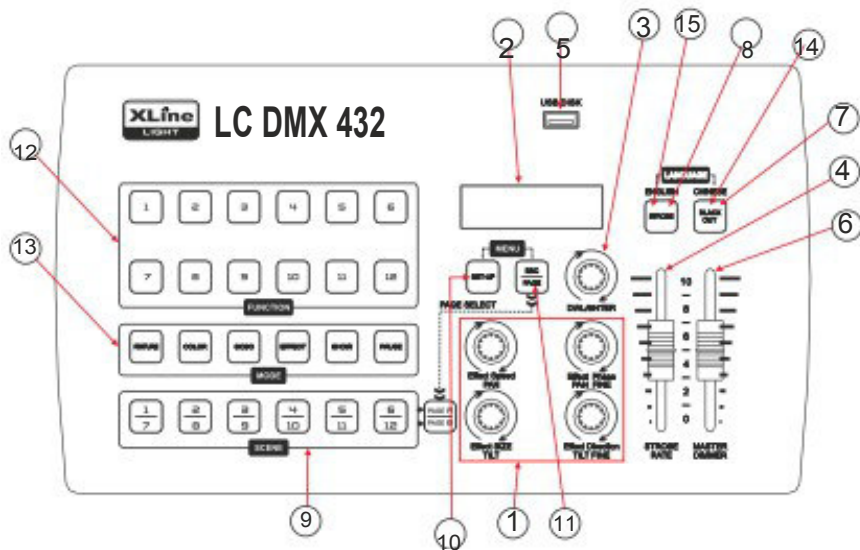 2 5 3 15 8 14
7
4
6
12
13
9
10
1
11
XLine
LIGHT
LC DMX 432
USB DISK
LANGUAGE
ENGLISH CHINESE
STROBE BLACK OUT
1 2 3 4 5 6
7 8 9 10 11 12
FUNCTION
MENU
SETUP ESC PAGE
DIAL/ENTER
PAGE SELECT
FIXTURE COLOR GOBO EFFECT SHOW PAUSE
MODE
1 2 3 4 5 6
7 8 9 10 11 12
SCENE
PAGE A
PAGE B
Effect Speed
PAN
Effect Phase
PAN FINE
Effect SIZE
TILT
Effect Direction
TILT FINE
10
8
6
4
2
0
STROBE
RATE
MASTER
DIMMER